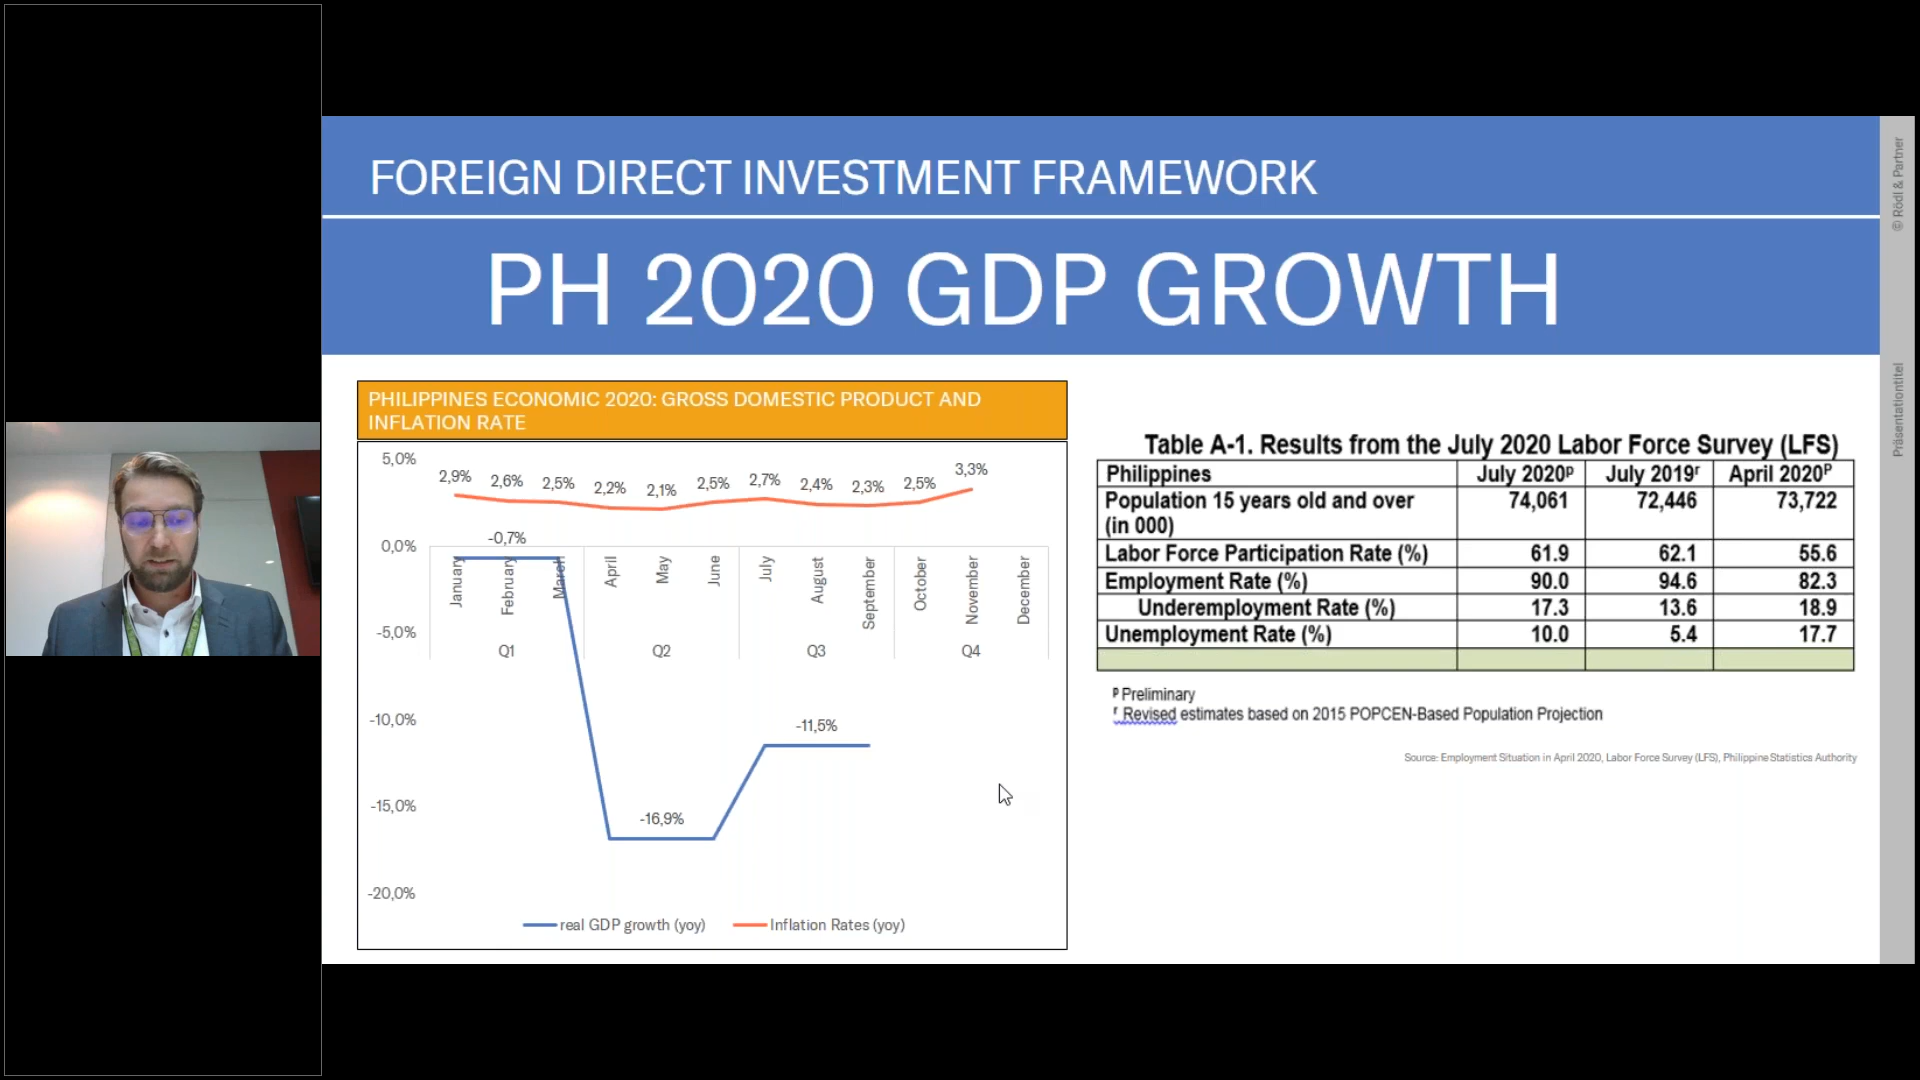 FOREIGN DIRECT INVESTMENT FRAMEWORK
PH 2020 GDP GROWTH
PHILIPPINES ECONOMIC 2020: GROSS DOMESTIC PRODUCT AND
INFLATION RATE
5,0%
2,9%
2,6%
2,5%
2,2%
2,1%
2,5%
2,7%
2,4%
2,3%
2,5%
3,3%
0,0%
-0,7%
January
February
March
April
May
June
July
August
September
October
November
December
-5,0%
Q1
Q2
Q3
Q4
-10,0%
-11,5%
-15,0%
-16,9%
-20,0%
real GDP growth (yoy)
Inflation Rates (yoy)
Table A-1. Results from the July 2020 Labor Force Survey (LFS)
Philippines July 2020ᵖ July 2019ʳ April 2020ᵖ
Population 15 years old and over 74,061 72,446 73,722
(in 000)
Labor Force Participation Rate (%) 61.9 62.1 55.6
Employment Rate (%) 90.0 94.6 82.3
Underemployment Rate (%) 17.3 13.6 18.9
Unemployment Rate (%) 10.0 5.4 17.7
ᵖ Preliminary
ʳ Revised estimates based on 2015 POPCEN-Based Population Projection
Source: Employment Situation in April 2020, Labor Force Survey (LFS), Philippine Statistics Authority
© Rödl & Partner
Präsentationtitel